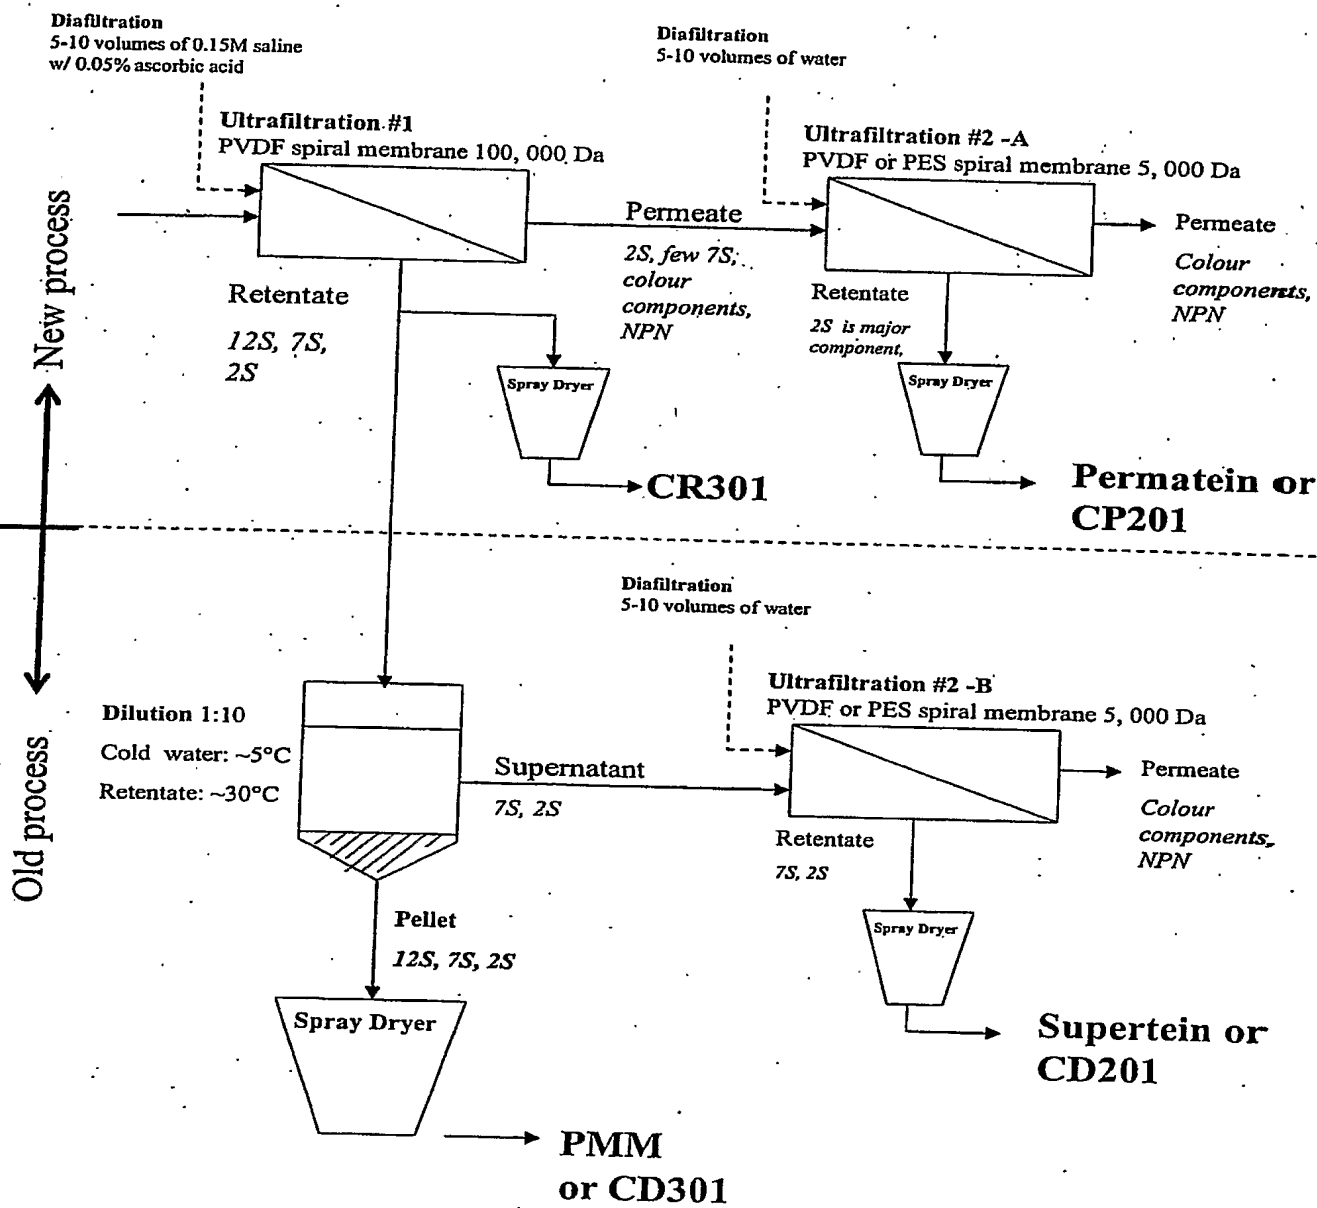 Diafiltration
5-10 volumes of 0.15M saline
w/ 0.05% ascorbic acid
Diafiltration
5-10 volumes of water
Ultrafiltration #1
PVDF spiral membrane 100, 000 Da
Ultrafiltration #2 -A
PVDF or PES spiral membrane 5, 000 Da
New process
Permeate
2S, few 7S,
colour
components,
NPN
Permeate
Colour
components,
NPN
Retentate
12S, 7S,
2S
Retentate
2S is major
component,
Spray Dryer
Spray Dryer
CR301
Permatein or
CP201
Old process
Diafiltration
5-10 volumes of water
Ultrafiltration #2 -B
PVDF or PES spiral membrane 5, 000 Da
Dilution 1:10
Cold water: ~5°C
Retentate: ~30°C
Supernatant
7S, 2S
Permeate
Colour
components,
NPN
Retentate
7S, 2S
Pellet
12S, 7S, 2S
Spray Dryer
Spray Dryer
Supertein or
CD201
PMM
or CD301